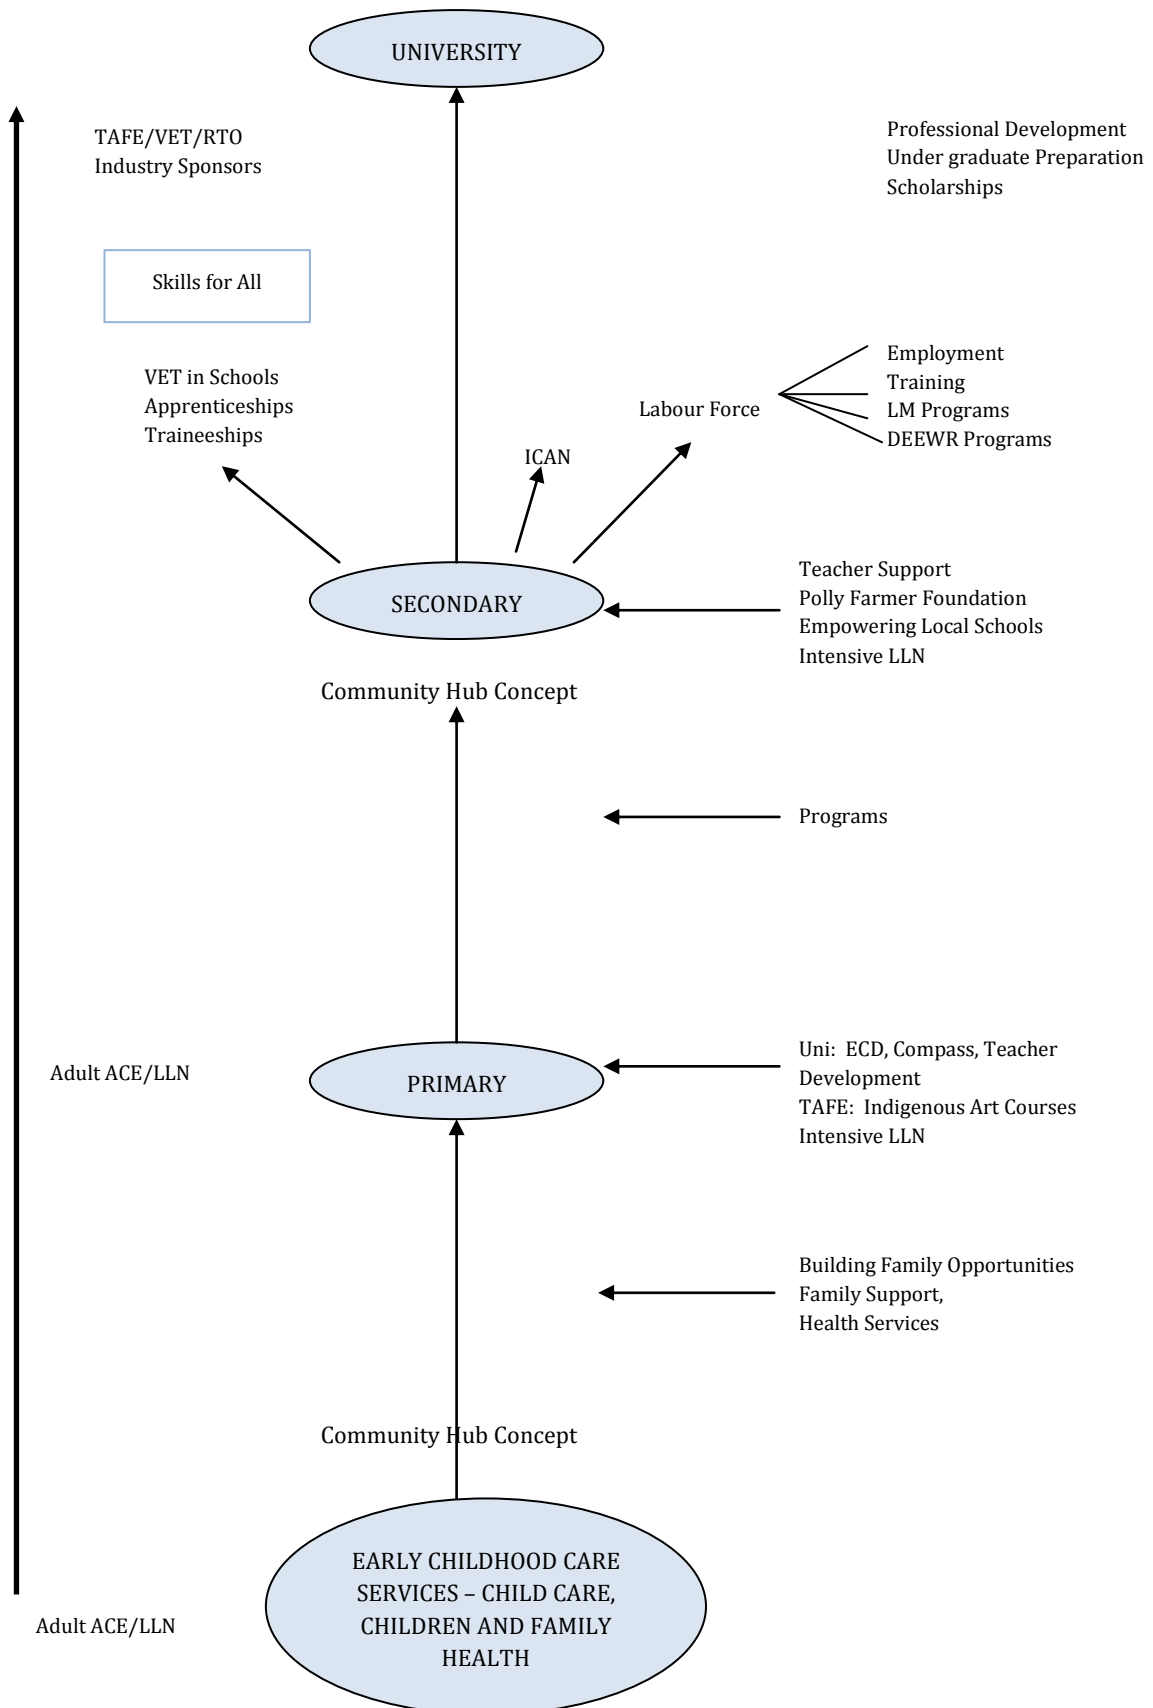 UNIVERSITY
TAFE/VET/RTO
Industry Sponsors
Professional Development
Under graduate Preparation
Scholarships
Skills for All
VET in Schools
Apprenticeships
Traineeships
ICAN
Labour Force
Employment
Training
LM Programs
DEEWR Programs
SECONDARY
Teacher Support
Polly Farmer Foundation
Empowering Local Schools
Intensive LLN
Community Hub Concept
Programs
Adult ACE/LLN
PRIMARY
Uni:  ECD, Compass, Teacher
Development
TAFE:  Indigenous Art Courses
Intensive LLN
Building Family Opportunities
Family Support,
Health Services
Community Hub Concept
EARLY CHILDHOOD CARE
SERVICES – CHILD CARE,
CHILDREN AND FAMILY
HEALTH
Adult ACE/LLN